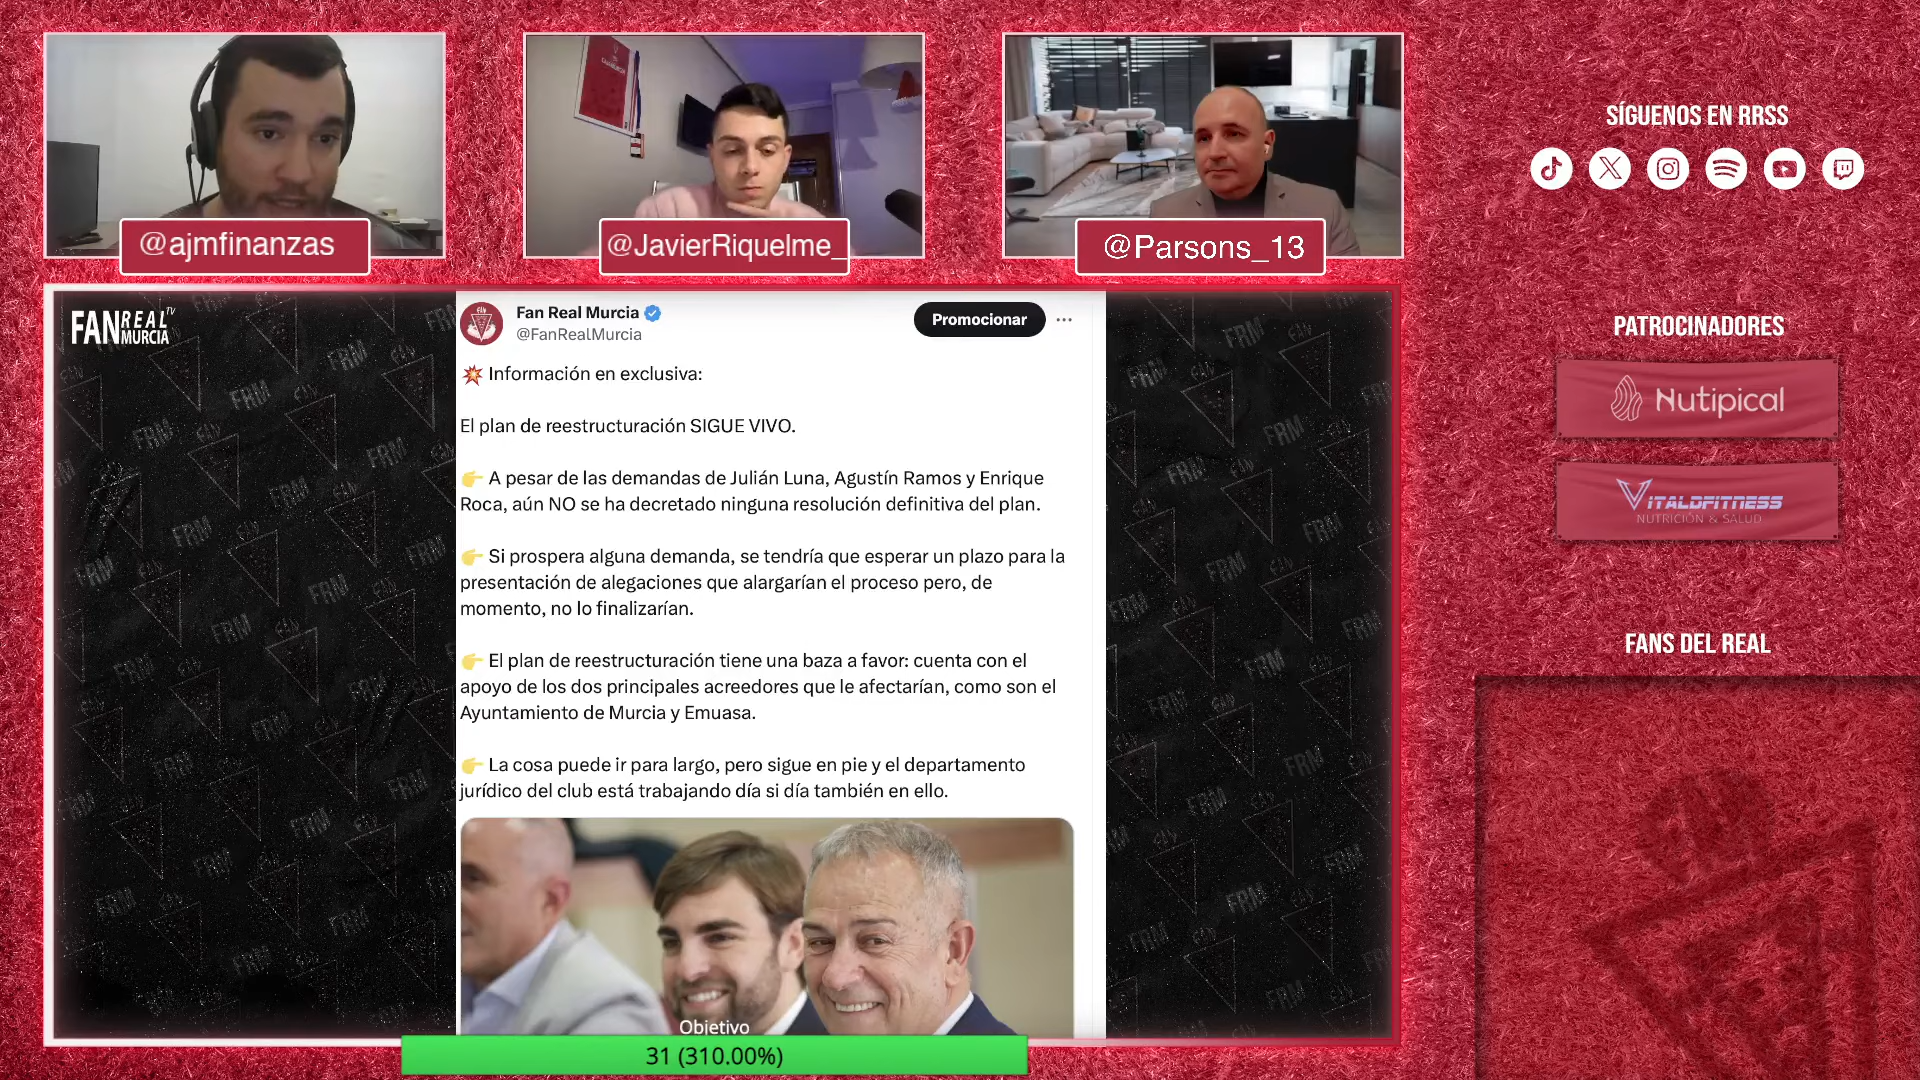 @ajmfinanzas
@JavierRiquelme_
@Parsons_13
SÍGUENOS EN RRSS
PATROCINADORES
Nutipical
VITALDFITNESS
NUTRICIÓN & SALUD
FANS DEL REAL
FAN REAL MURCIA TV
Fan Real Murcia
@FanRealMurcia
Promocionar
💥 Información en exclusiva:
El plan de reestructuración SIGUE VIVO.
👉 A pesar de las demandas de Julián Luna, Agustín Ramos y Enrique
Roca, aún NO se ha decretado ninguna resolución definitiva del plan.
👉 Si prospera alguna demanda, se tendría que esperar un plazo para la
presentación de alegaciones que alargarían el proceso pero, de
momento, no lo finalizarían.
👉 El plan de reestructuración tiene una baza a favor: cuenta con el
apoyo de los dos principales acreedores que le afectarían, como son el
Ayuntamiento de Murcia y Emuasa.
👉 La cosa puede ir para largo, pero sigue en pie y el departamento
jurídico del club está trabajando día si día también en ello.
Objetivo
31 (310.00%)